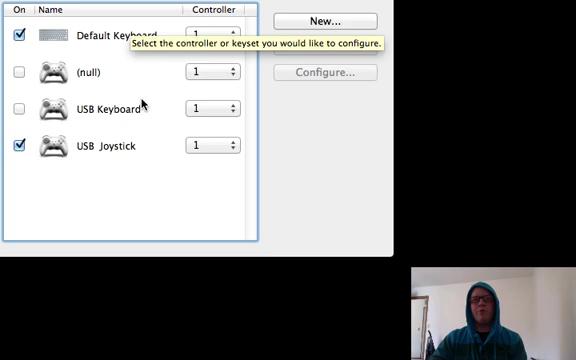 On Name Controller
Default Keyboard 1
Select the controller or keyset you would like to configure.
New...
(null) 1
Configure...
USB Keyboard 1
USB Joystick 1